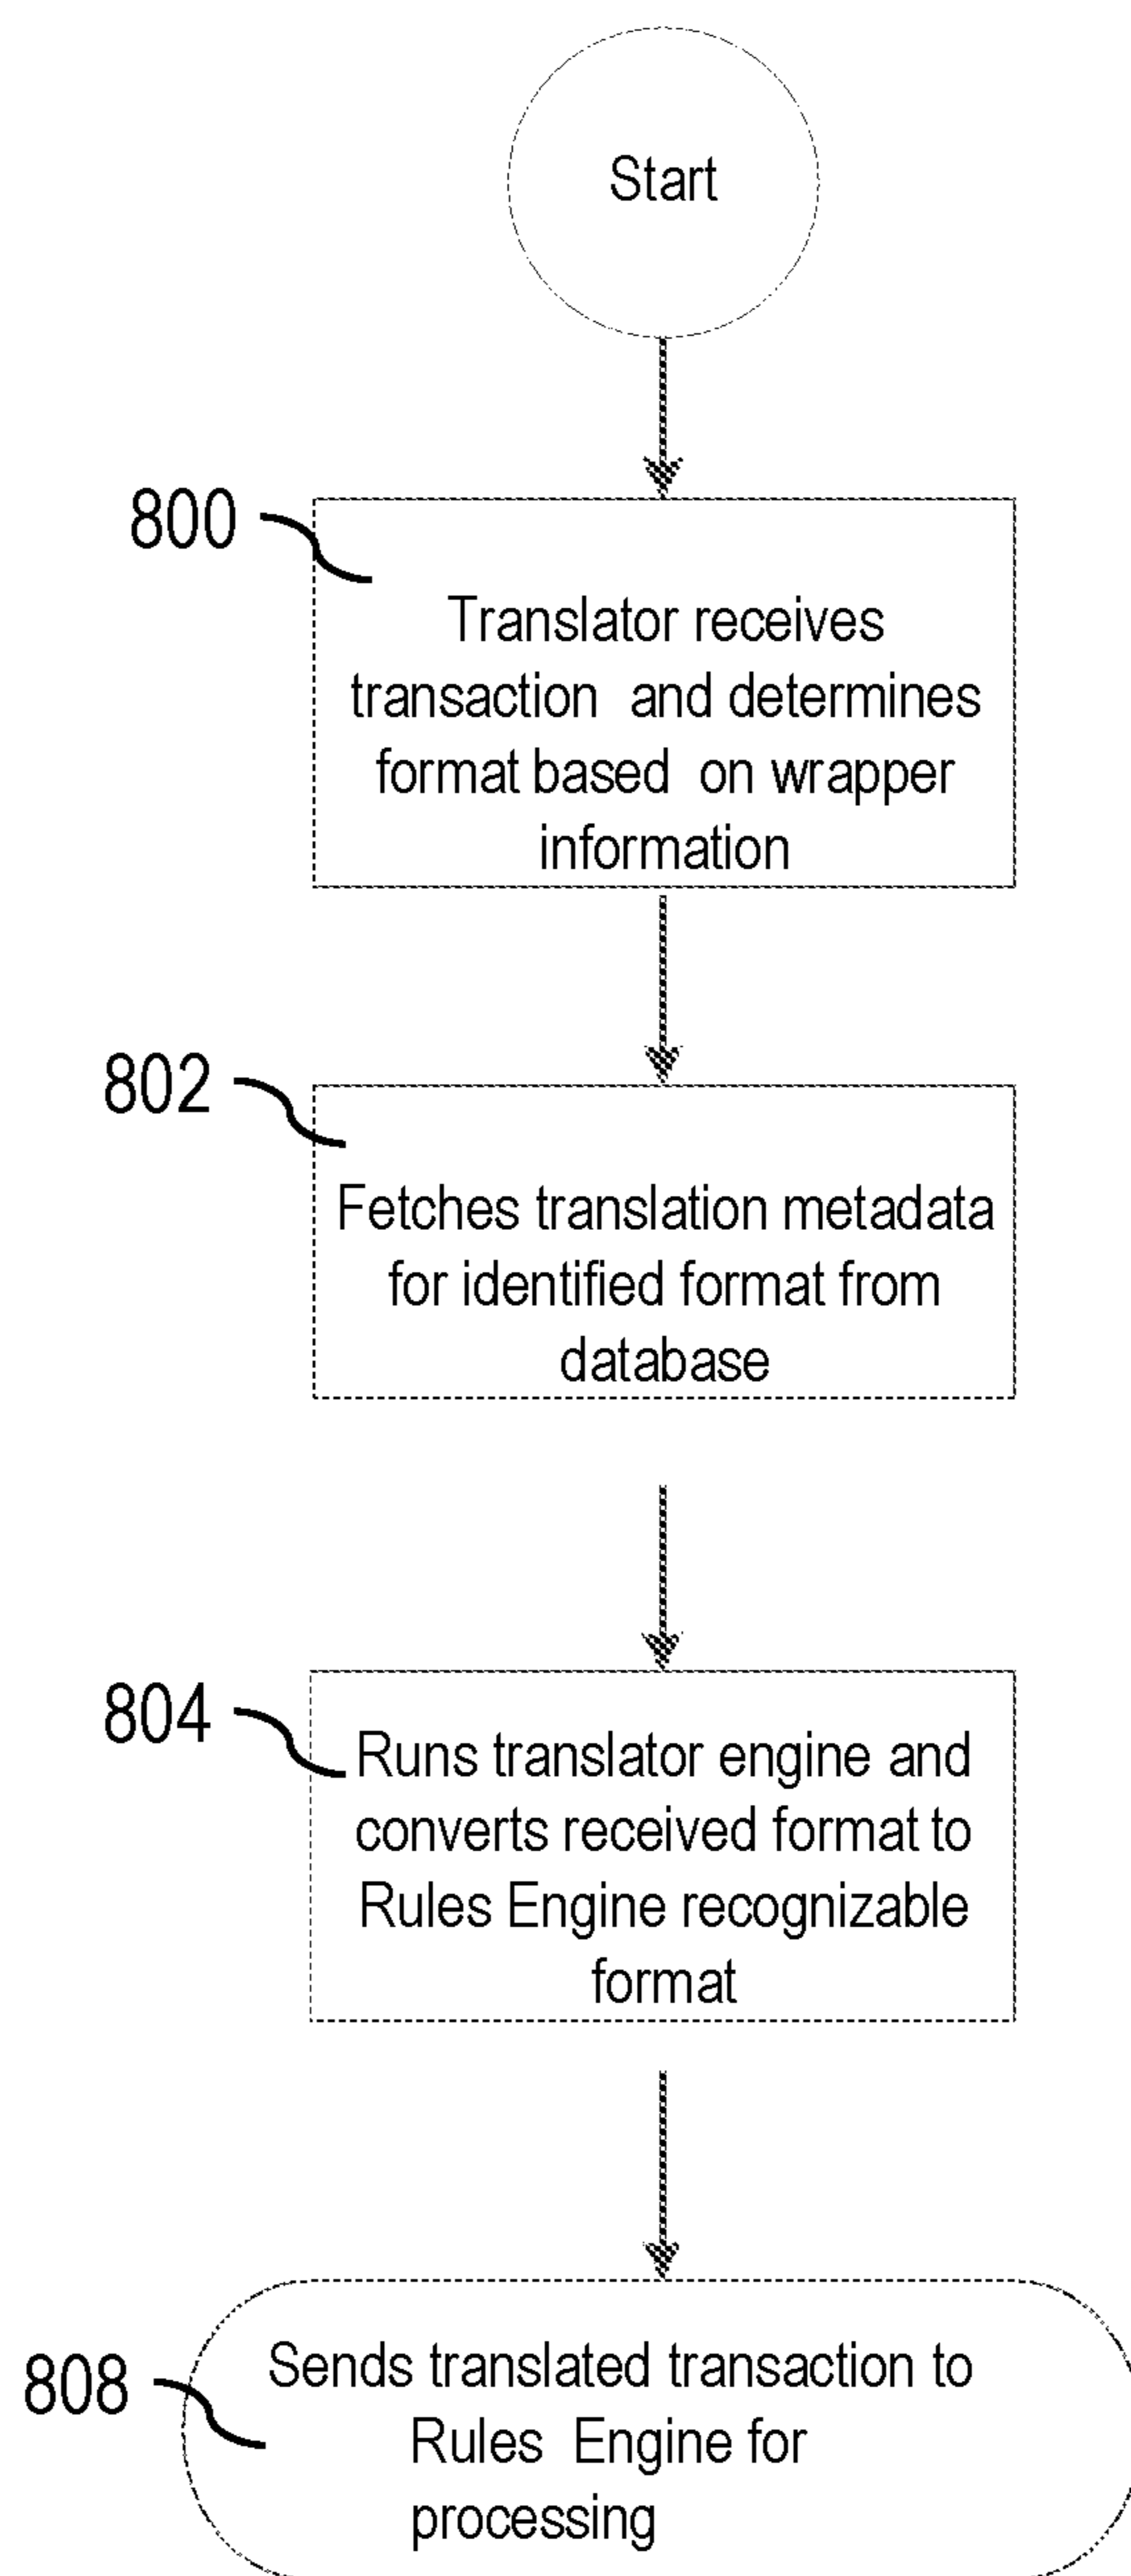 Start
800
Translator receives
transaction and determines
format based on wrapper
information
802
Fetches translation metadata
for identified format from
database
804
Runs translator engine and
converts received format to
Rules Engine recognizable
format
808
Sends translated transaction to
Rules Engine for
processing